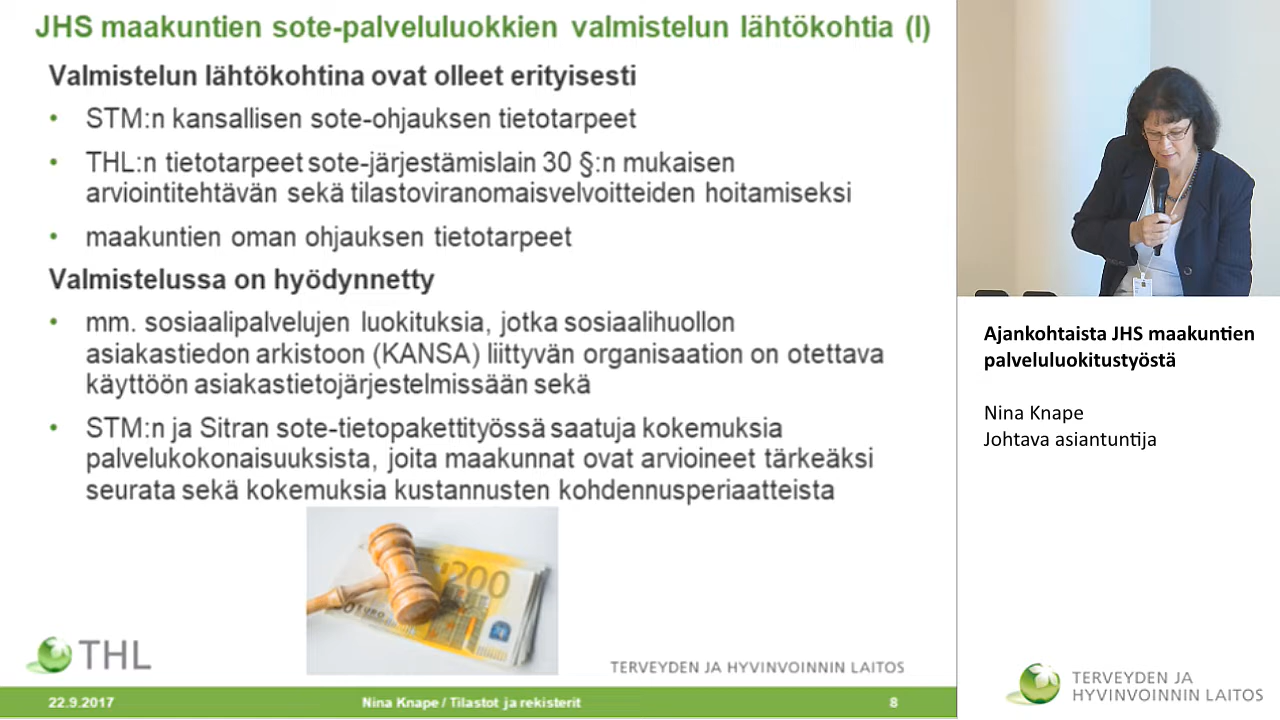 JHS maakuntien sote-palveluluokkien valmistelun lähtökohtia (I)
Valmistelun lähtökohtina ovat olleet erityisesti
• STM:n kansallisen sote-ohjauksen tietotarpeet
• THL:n tietotarpeet sote-järjestämislain 30 §:n mukaisen
arviointitehtävän sekä tilastoviranomaisvelvoitteiden hoitamiseksi
• maakuntien oman ohjauksen tietotarpeet
Valmistelussa on hyödynnetty
• mm. sosiaalipalvelujen luokituksia, jotka sosiaalihuollon
asiakastiedon arkistoon (KANSA) liittyvän organisaation on otettava
käyttöön asiakastietojärjestelmissään sekä
• STM:n ja Sitran sote-tietopakettityössä saatuja kokemuksia
palvelukokonaisuuksista, joita maakunnat ovat arvioineet tärkeäksi
seurata sekä kokemuksia kustannusten kohdennusperiaatteista
200
EURO
THL
TERVEYDEN JA HYVINVOINNIN LAITOS
22.9.2017
Nina Knape / Tilastot ja rekisterit
8
Ajankohtaista JHS maakuntien
palveluluokitustyöstä
Nina Knape
Johtava asiantuntija
TERVEYDEN JA
HYVINVOINNIN LAITOS